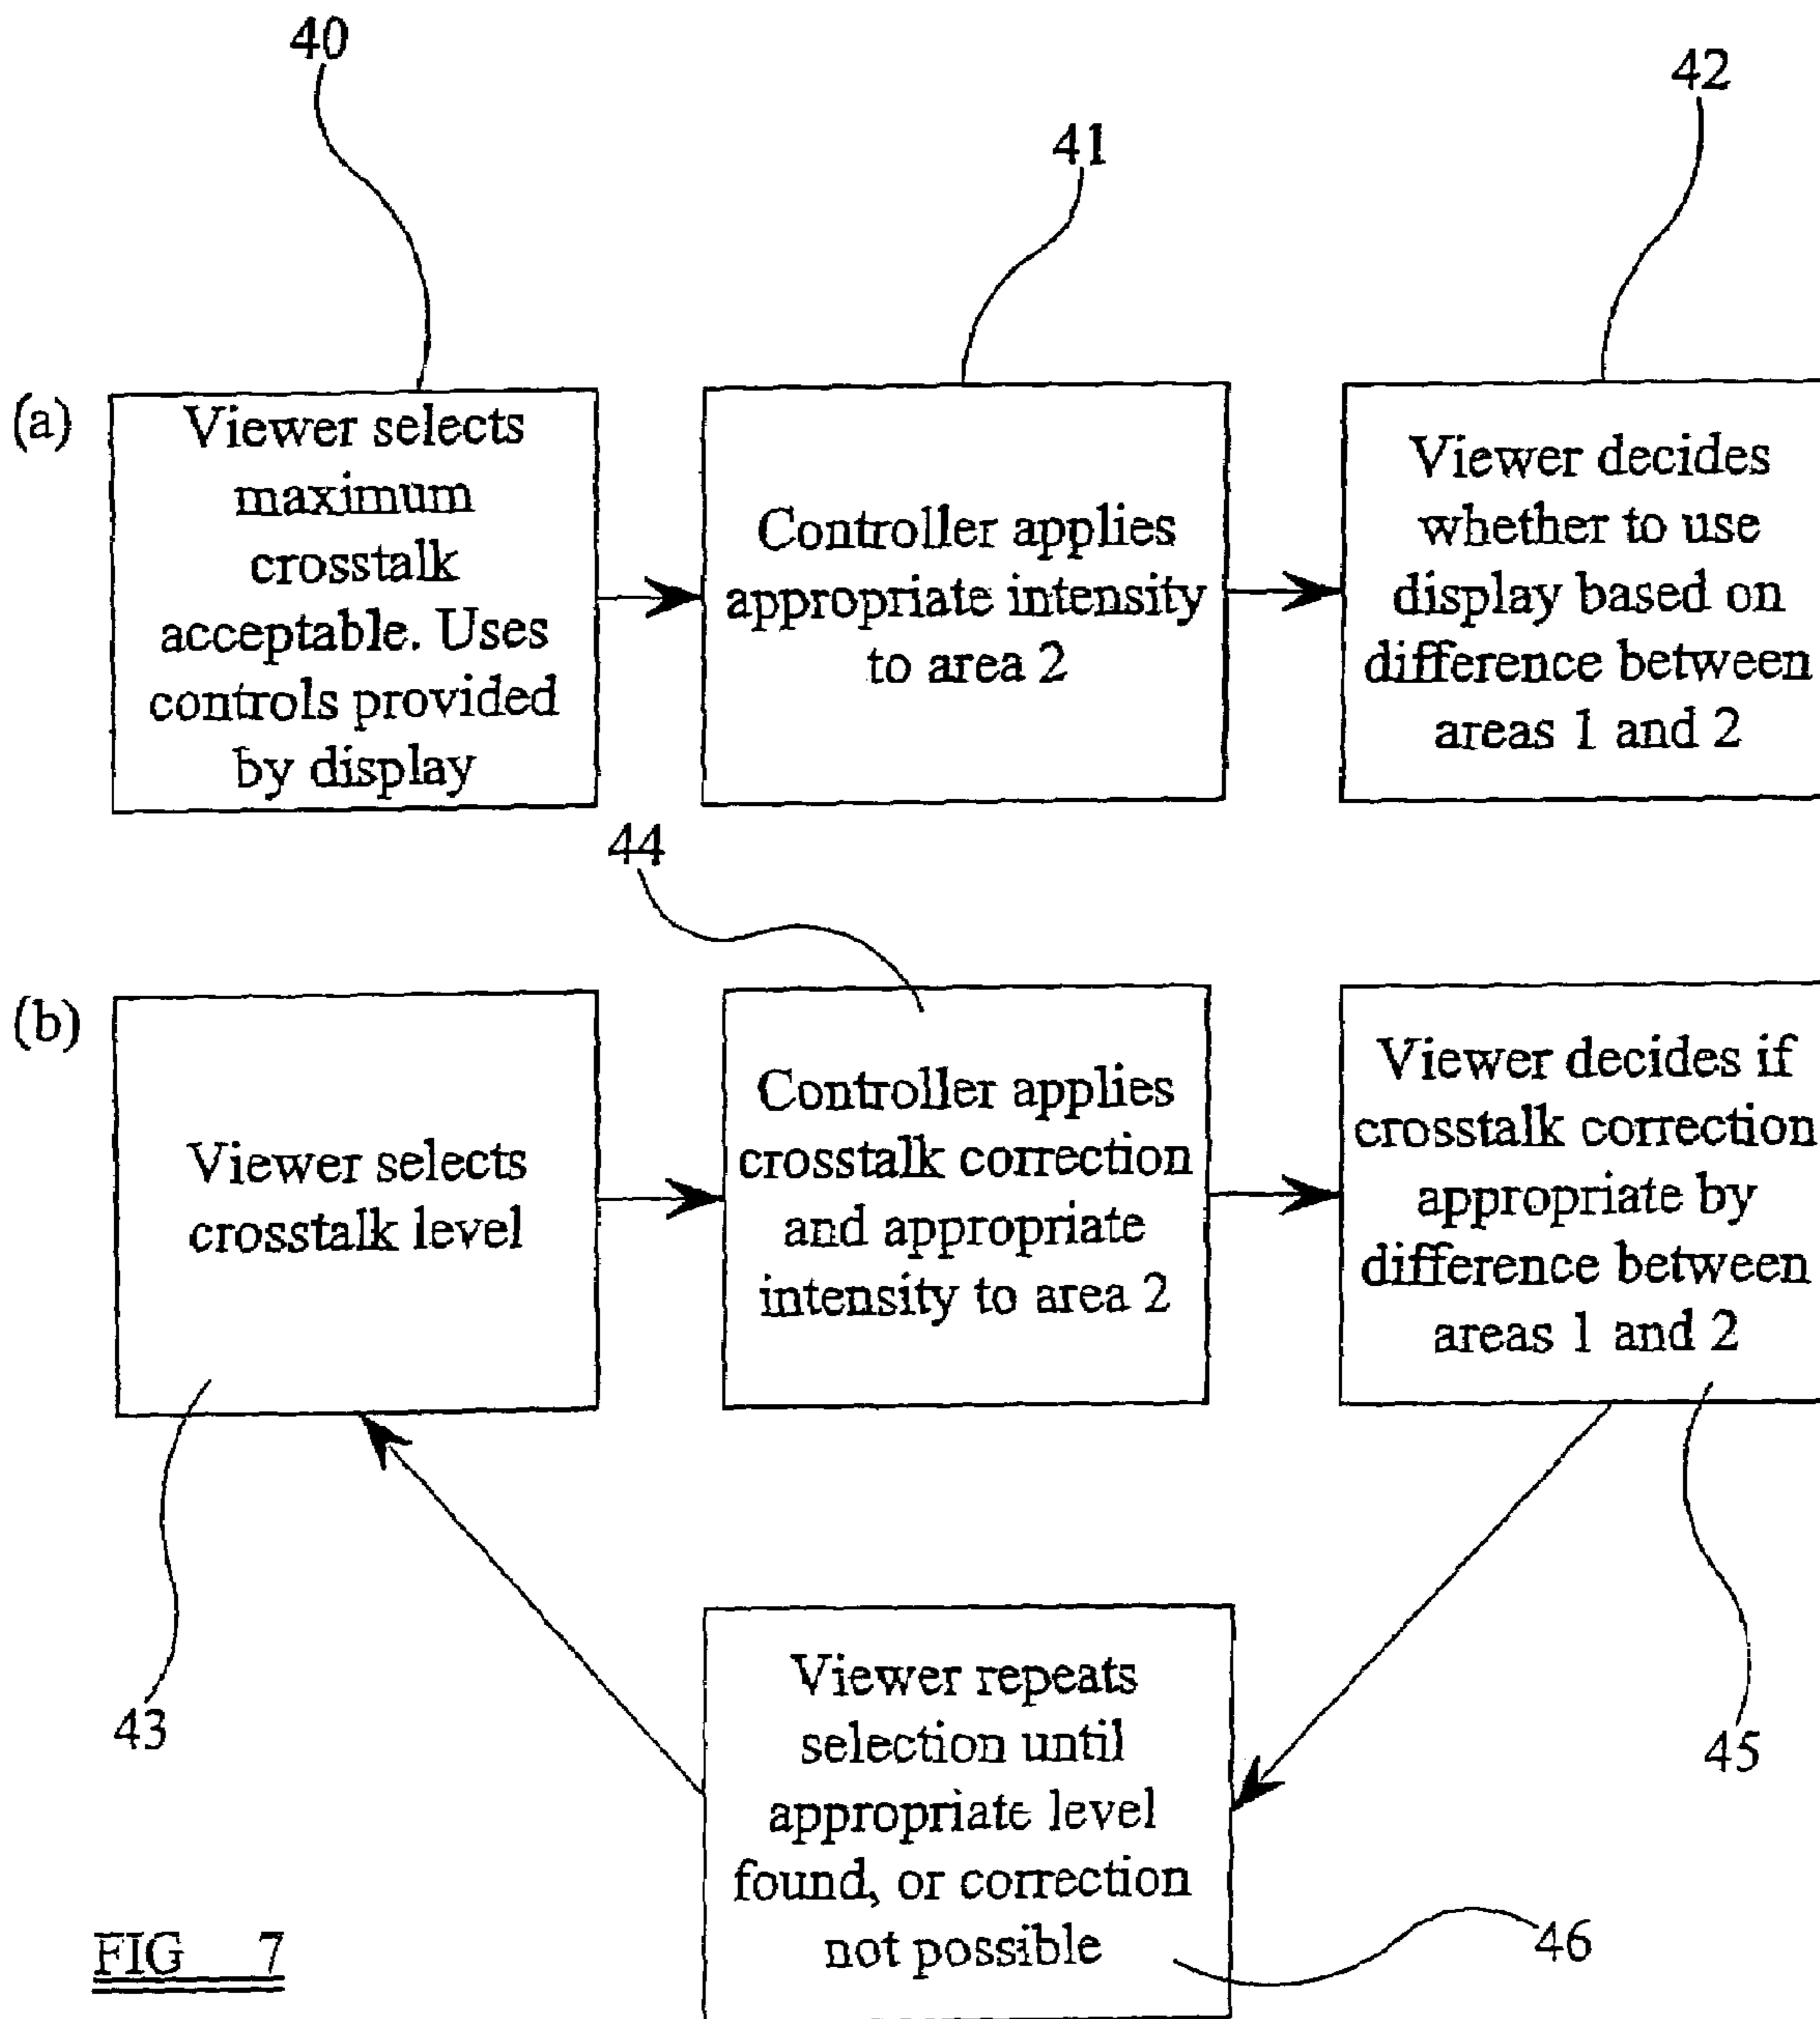 40
42
41
(a)
Viewer selects
maximum
crosstalk
acceptable. Uses
controls provided
by display
Controller applies
appropriate intensity
to area 2
Viewer decides
whether to use
display based on
difference between
areas 1 and 2
44
(b)
Viewer selects
crosstalk level
Controller applies
crosstalk correction
and appropriate
intensity to area 2
Viewer decides if
crosstalk correction
appropriate by
difference between
areas 1 and 2
43
45
Viewer repeats
selection until
appropriate level
found, or correction
not possible
46
FIG 7